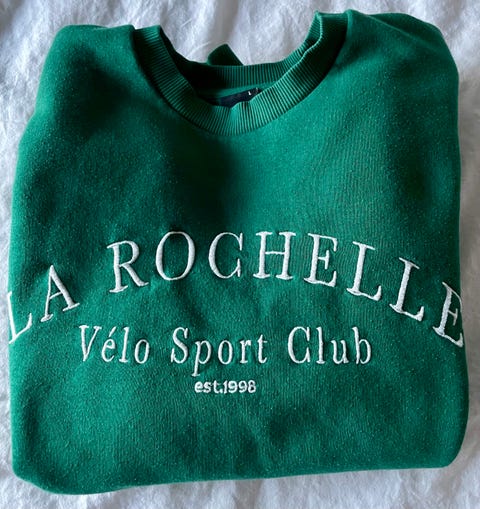 LA ROCHELLE
Vélo Sport Club
est.1998